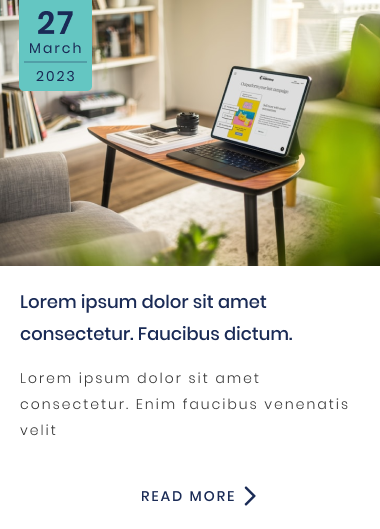 27
March
2023
Lorem ipsum dolor sit amet
consectetur. Faucibus dictum.
Lorem ipsum dolor sit amet
consectetur. Enim faucibus venenatis
velit
READ MORE